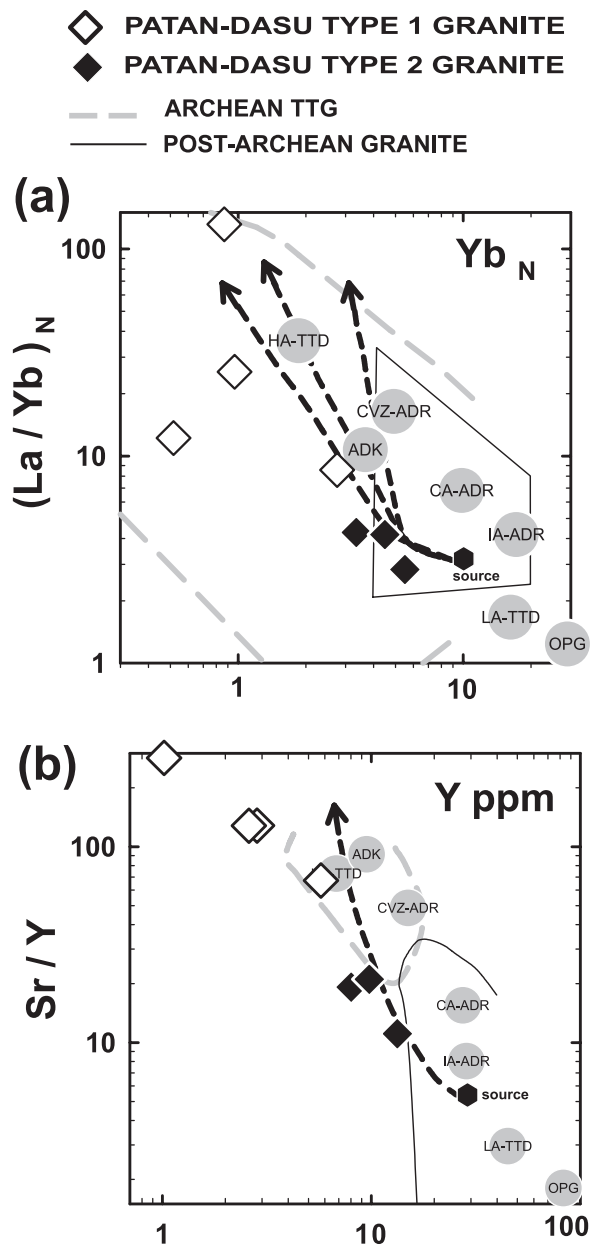 PATAN-DASU TYPE 1 GRANITE
PATAN-DASU TYPE 2 GRANITE
ARCHEAN TTG
POST-ARCHEAN GRANITE
(a)
Yb N
100
10
1
(La / Yb) N
HA-TTD
CVZ-ADR
ADK
CA-ADR
IA-ADR
source
LA-TTD
OPG
1
10
(b)
Y ppm
100
10
Sr / Y
ADK
TTD
CVZ-ADR
CA-ADR
IA-ADR
source
LA-TTD
OPG
1
10
100